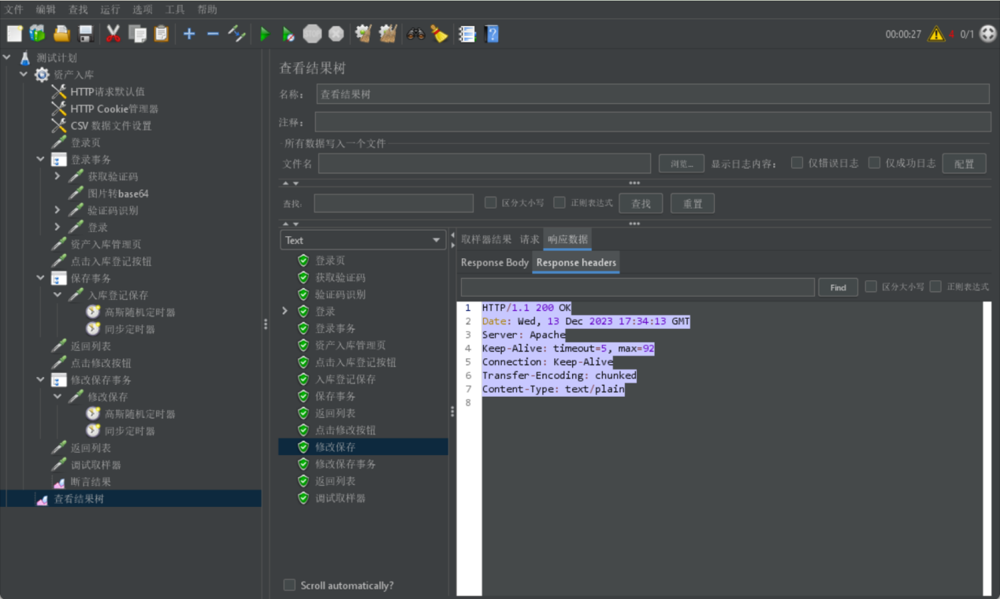 文件 编辑 查找 运行 选项 工具 帮助
00:00:27 4 0/1
测试计划
资产入库
HTTP请求默认值
HTTP Cookie管理器
CSV 数据文件设置
登录页
登录事务
获取验证码
图片转base64
验证码识别
登录
资产入库管理页
点击入库登记按钮
保存事务
入库登记保存
高斯随机定时器
同步定时器
返回列表
点击修改按钮
修改保存事务
修改保存
高斯随机定时器
同步定时器
返回列表
调试取样器
断言结果
查看结果树
查看结果树
名称: 查看结果树
注释:
所有数据写入一个文件
文件名 浏览... 显示日志内容: 仅错误日志 仅成功日志 配置
查找: 区分大小写 正则表达式 查找 重置
Text
登录页
获取验证码
验证码识别
登录
登录事务
资产入库管理页
点击入库登记按钮
入库登记保存
保存事务
返回列表
点击修改按钮
修改保存
修改保存事务
返回列表
调试取样器
Scroll automatically?
取样器结果 请求 响应数据
Response Body Response headers
Find 区分大小写 正则表达式
1 HTTP/1.1 200 OK
2 Date: Wed, 13 Dec 2023 17:34:13 GMT
3 Server: Apache
4 Keep-Alive: timeout=5, max=92
5 Connection: Keep-Alive
6 Transfer-Encoding: chunked
7 Content-Type: text/plain
8